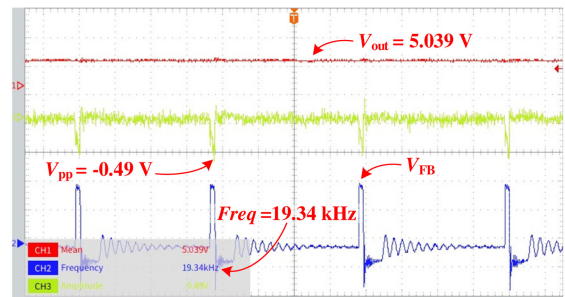 T
V_out = 5.039 V
1
V_pp = -0.49 V
V_FB
Freq =19.34 kHz
2
CH1 Mean 5.039V
CH2 Frequency 19.34kHz
CH3 Amplitude